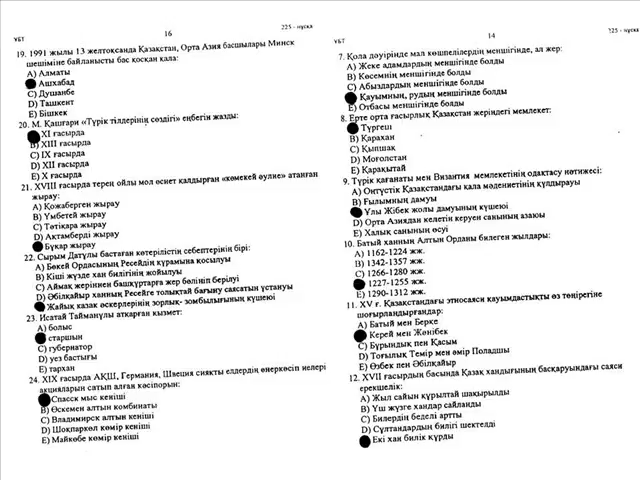 ҰБТ
16
225 - нұсқа
19. 1991 жылы 13 желтоқсанда Қазақстан, Орта Азия басшылары Минск
шешіміне байланысты бас қосқан қала:
A) Алматы
Ашхабад
C) Душанбе
D) Ташкент
E) Бішкек
20. М. Қашғари «Түрік тілдерінің сөздігі» еңбегін жазды:
XI ғасырда
B) XIII ғасырда
C) IX ғасырда
D) XII ғасырда
E) X ғасырда
21. XVIII ғасырда терең ойлы мол өсиет қалдырған «көмекей әулие» атанған
жырау:
A) Қожаберген жырау
B) Үмбетей жырау
C) Тәтіқара жырау
D) Ақтамберді жырау
Бұқар жырау
22. Сырым Датұлы бастаған көтерілістің себептерінің бірі:
A) Бөкей Ордасының Ресейдің құрамына қосылуы
B) Кіші жүзде хан билігінің жойылуы
C) Аймақ жерінен башқұртарға жер бөлініп берілуі
D) Әбілқайыр ханның Ресейге толықтай бағыну саясатын ұстануы
Жайық казак әскерлерінің зорлық- зомбылығының күшеюі
23. Исатай Тайманұлы атқарған қызмет:
A) болыс
старшын
C) губернатор
D) уез бастығы
E) тархан
24. XIX ғасырда АҚШ, Германия, Швеция сияқты елдердің өнеркәсіп иелері
акцияларын сатып алған кәсіпорын:
Спасск мыс кеніші
B) Өскемен алтын комбинаты
C) Владимирск алтын кеніші
D) Шоқпаркөл көмір кеніші
E) Майкөбе көмір кеніші
ҰБТ
14
225 - нұсқа
7. Қола дәуірінде мал көшпелілердің меншігінде, ал жер:
A) Жеке адамдардың меншігінде болды
B) Көсемнің меншігінде болды
C) Абыздардың меншігінде болды
Қауымның, рудың меншігінде болды
E) Отбасы меншігінде болды
8. Ерте орта ғасырлық Қазақстан жеріндегі мемлекет:
Түргеш
B) Қарахан
C) Қыпшақ
D) Моғолстан
E) Қарақытай
9. Түрік қағанаты мен Византия мемлекетінің одақтасу нәтижесі:
A) Оңтүстік Қазақстандағы қала мәдениетінің құлдырауы
B) Ғылымның дамуы
Ұлы Жібек жолы дамуының күшеюі
D) Орта Азиядан келетін керуен санының азаюы
E) Халық санының өсуі
10. Батый ханның Алтын Орданы билеген жылдары:
A) 1162-1224 жж.
B) 1342-1357 жж.
C) 1266-1280 жж.
1227-1255 жж.
E) 1290-1312 жж.
11. XV ғ. Қазақстандағы этносаяси қауымдастықты өз төңірегіне
шоғырландырғандар:
A) Батый мен Берке
Керей мен Жәнібек
C) Бұрындық пен Қасым
D) Тоғылық Темір мен әмір Поладшы
E) Өзбек пен Әбілқайыр
12. XVII ғасырдың басында Қазақ хандығының басқаруындағы саяси
ерекшелік:
A) Жыл сайын құрылтай шақырылды
B) Үш жүзге хандар сайланды
C) Билердің беделі артты
D) Сұлтандардың билігі шектелді
Екі хан билік құрды